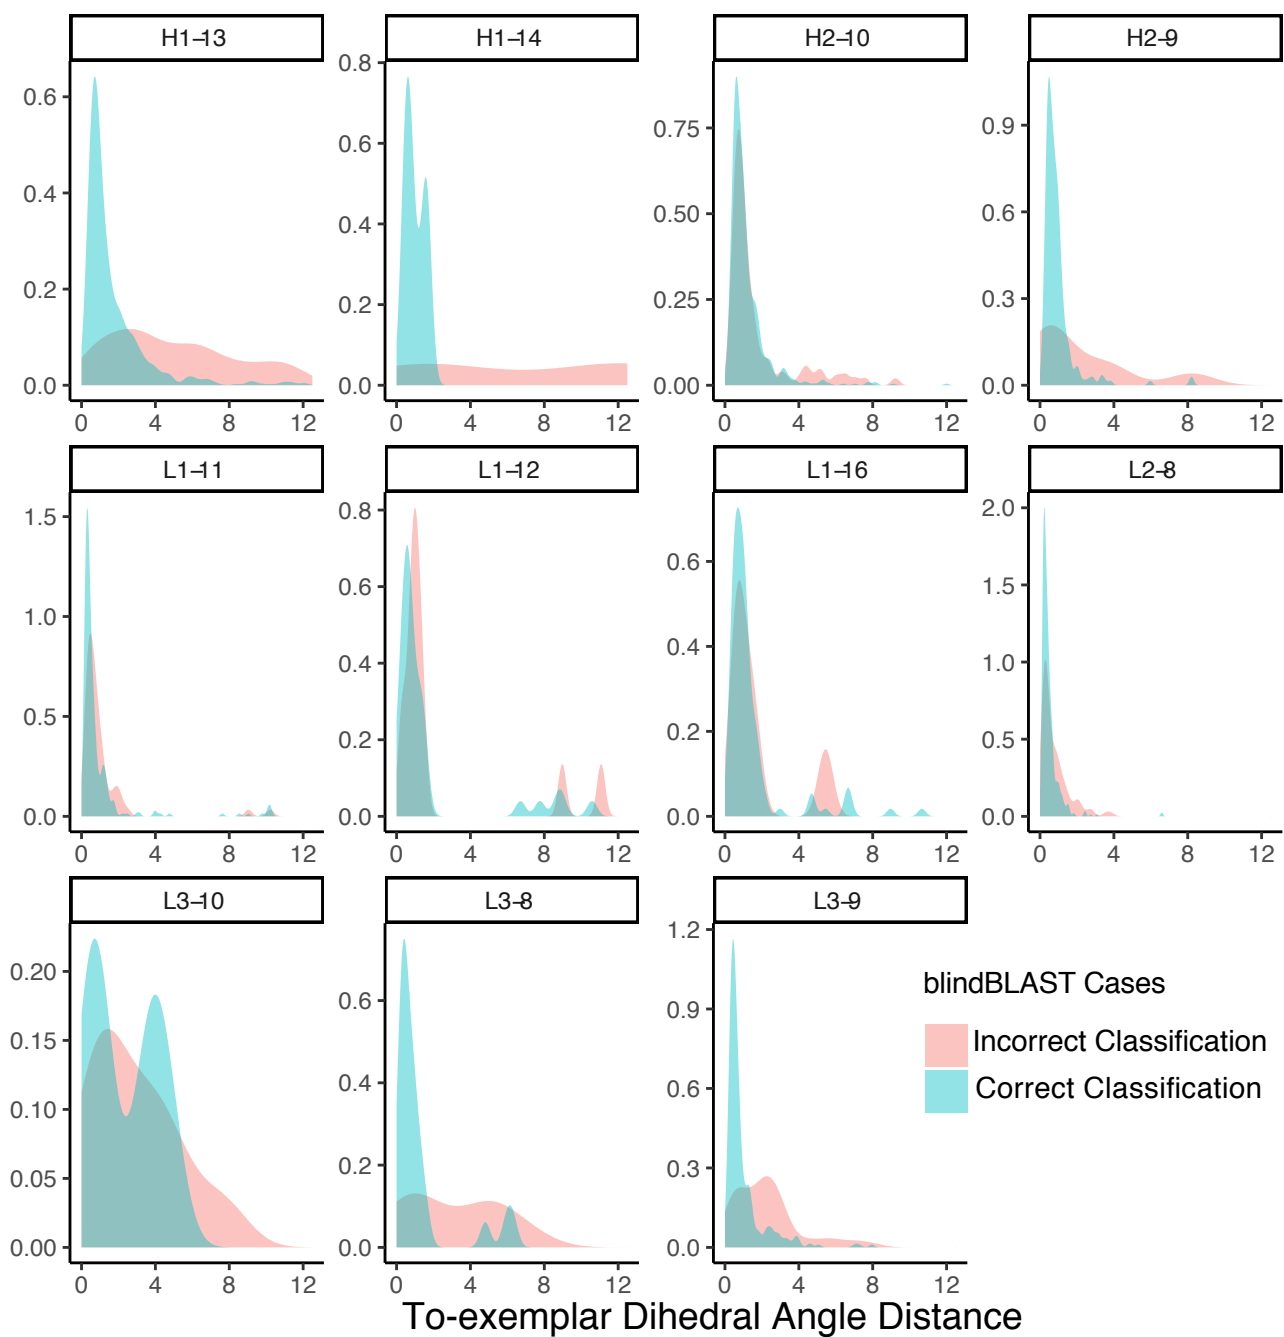 H1–13 H1–14 H2–10 H2–9
0.6 0.8 0.75 0.9
0.4 0.6 0.50 0.6
0.2 0.4 0.25 0.3
0.0 0.2 0.00 0.0
0.0
0 4 8 12 0 4 8 12 0 4 8 12 0 4 8 12
L1–11 L1–12 L1–16 L2–8
1.5 0.8 0.6 2.0
1.0 0.6 0.4 1.5
0.5 0.4 0.2 1.0
0.0 0.2 0.0 0.5
0.0 0.0
0 4 8 12 0 4 8 12 0 4 8 12 0 4 8 12
L3–10 L3–8 L3–9
0.20 0.6 1.2
0.15 0.4 0.9
0.10 0.2 0.6
0.05 0.0 0.3
0.00 0.0
0 4 8 12 0 4 8 12 0 4 8 12
blindBLAST Cases
Incorrect Classification
Correct Classification
To-exemplar Dihedral Angle Distance